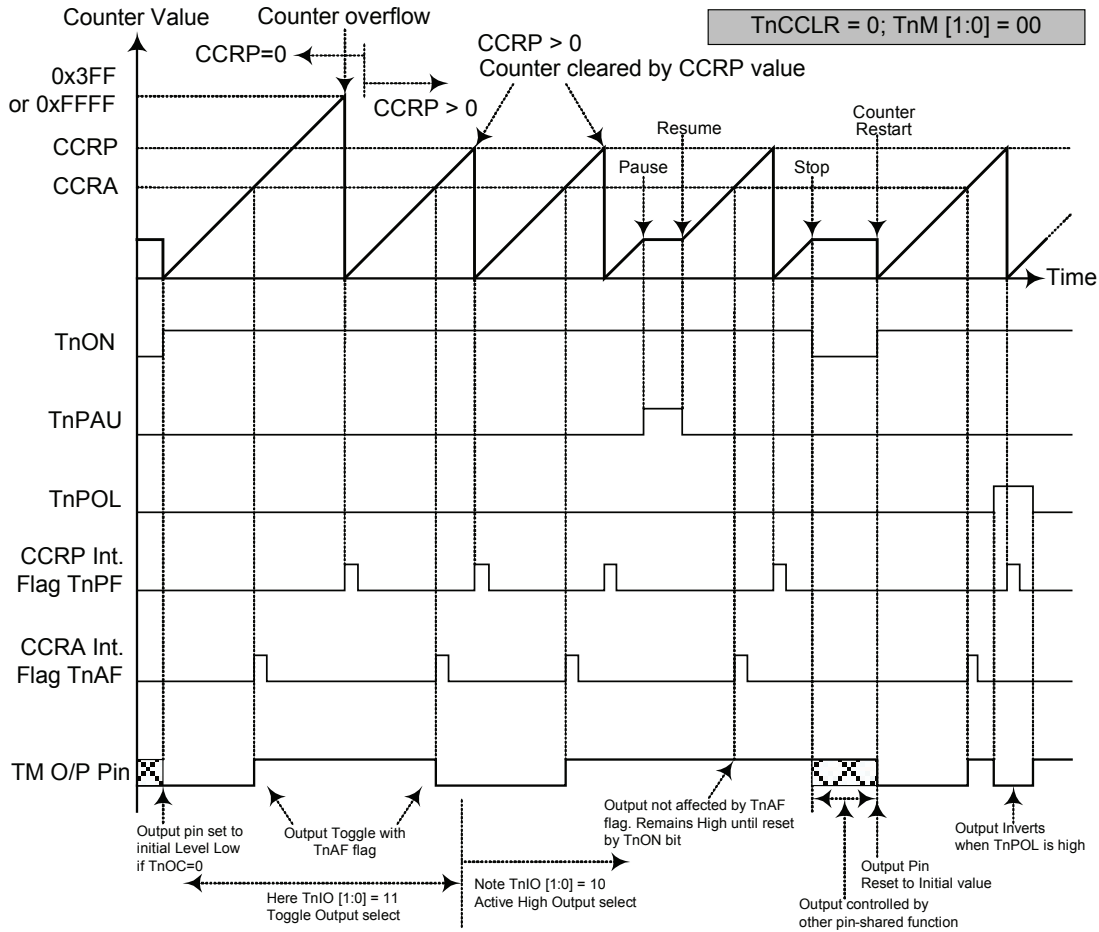 Counter Value
Counter overflow
TnCCLR = 0; TnM [1:0] = 00
CCRP=0
CCRP > 0
CCRP > 0
Counter cleared by CCRP value
0x3FF
or 0xFFFF
CCRP
CCRA
Pause
Resume
Stop
Counter
Restart
Time
TnON
TnPAU
TnPOL
CCRP Int.
Flag TnPF
CCRA Int.
Flag TnAF
TM O/P Pin
Output pin set to
initial Level Low
if TnOC=0
Output Toggle with
TnAF flag
Output not affected by TnAF
flag. Remains High until reset
by TnON bit
Output Inverts
when TnPOL is high
Output Pin
Reset to Initial value
Here TnIO [1:0] = 11
Toggle Output select
Note TnIO [1:0] = 10
Active High Output select
Output controlled by
other pin-shared function